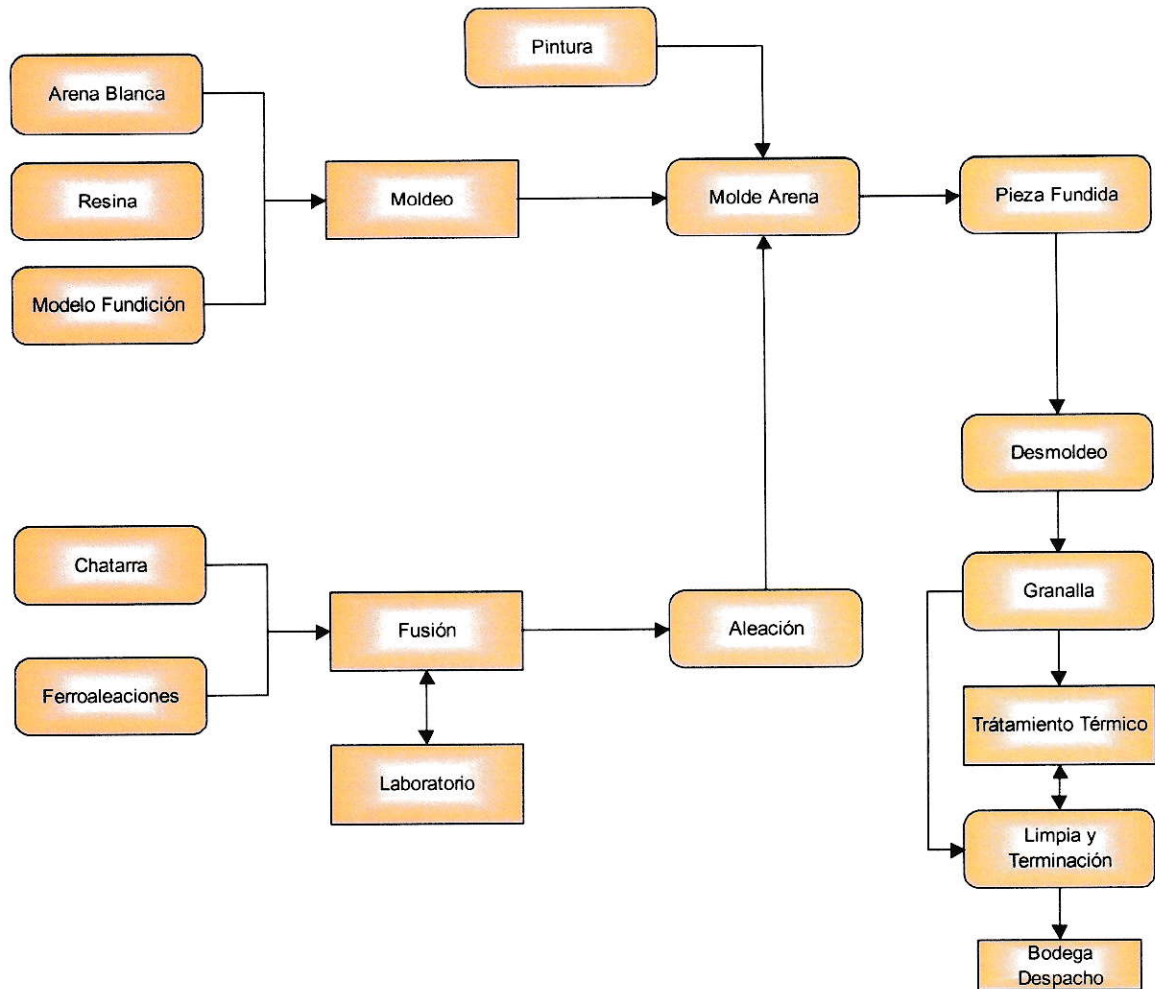 Pintura
Arena Blanca
Resina
Moldeo
Molde Arena
Pieza Fundida
Modelo Fundición
Desmoldeo
Chatarra
Granalla
Fusión
Aleación
Ferroaleaciones
Trátamiento Térmico
Laboratorio
Limpia y
Terminación
Bodega
Despacho